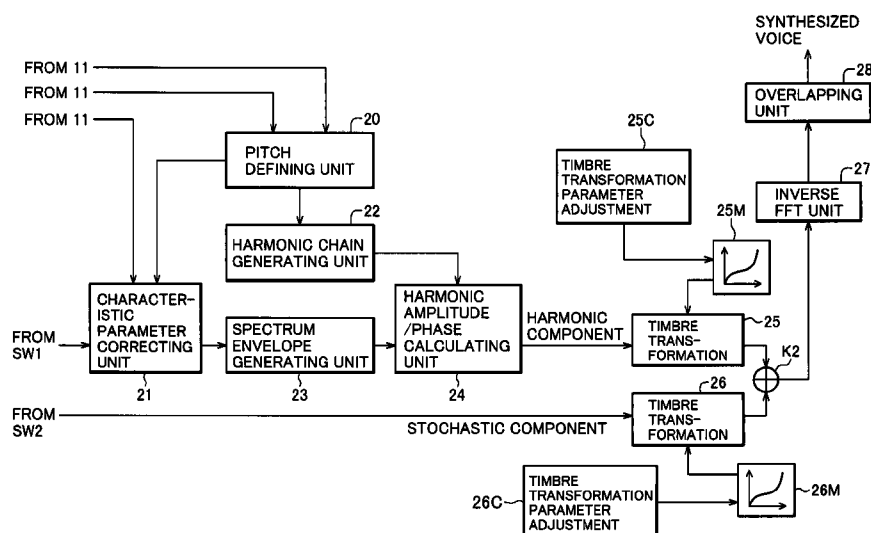 SYNTHESIZED
VOICE
28
OVERLAPPING
UNIT
FROM 11
FROM 11
FROM 11
20
PITCH
DEFINING UNIT
25C
TIMBRE
TRANSFORMATION
PARAMETER
ADJUSTMENT
27
INVERSE
FFT UNIT
22
HARMONIC CHAIN
GENERATING UNIT
25M
FROM
SW1
CHARACTER-
ISTIC
PARAMETER
CORRECTING
UNIT
21
SPECTRUM
ENVELOPE
GENERATING UNIT
23
HARMONIC
AMPLITUDE
/PHASE
CALCULATING
UNIT
24
HARMONIC
COMPONENT
25
TIMBRE
TRANS-
FORMATION
K2
FROM
SW2
STOCHASTIC COMPONENT
26
TIMBRE
TRANS-
FORMATION
26C
TIMBRE
TRANSFORMATION
PARAMETER
ADJUSTMENT
26M